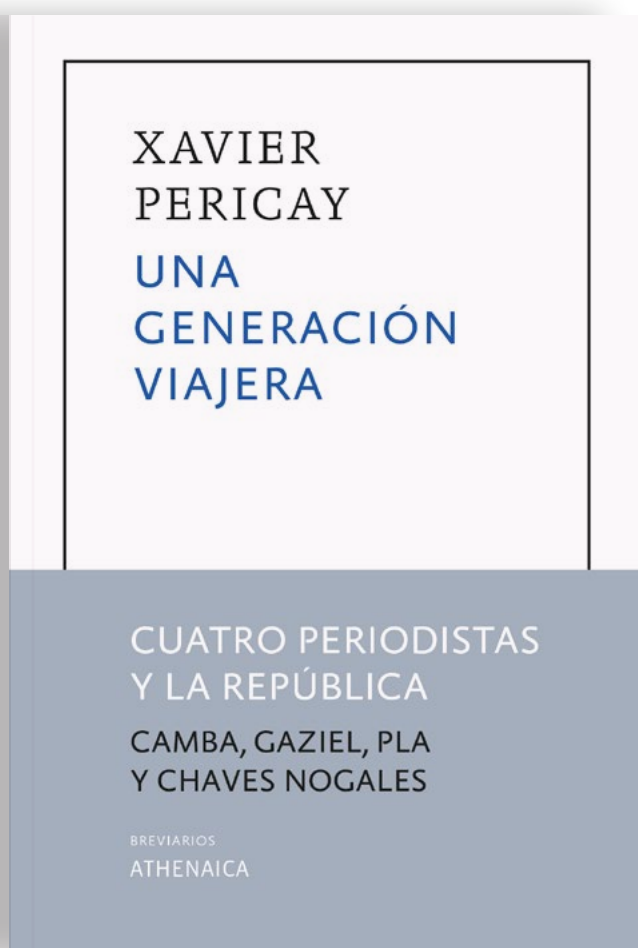 XAVIER
PERICAY
UNA
GENERACIÓN
VIAJERA
CUATRO PERIODISTAS
Y LA REPÚBLICA
CAMBA, GAZIEL, PLA
Y CHAVES NOGALES
BREVIARIOS
ATHENAICA